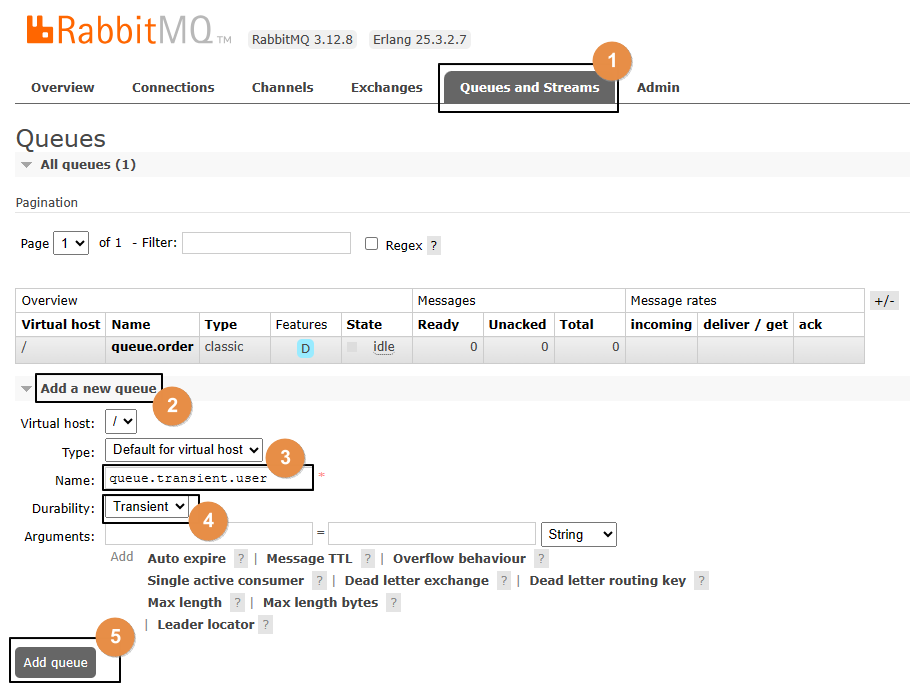 RabbitMQ TM RabbitMQ 3.12.8 Erlang 25.3.2.7
1
Overview Connections Channels Exchanges Queues and Streams Admin
Queues
All queues (1)
Pagination
Page 1 of 1 - Filter: Regex ?
Overview Messages Message rates +/-
Virtual host Name Type Features State Ready Unacked Total incoming deliver / get ack
/ queue.order classic D idle 0 0 0
Add a new queue
2
Virtual host: /
Type: Default for virtual host
3
Name: queue.transient.user *
Durability: Transient
4
Arguments: = String
Add Auto expire ? | Message TTL ? | Overflow behaviour ?
Single active consumer ? | Dead letter exchange ? | Dead letter routing key ?
Max length ? | Max length bytes ?
| Leader locator ?
5
Add queue